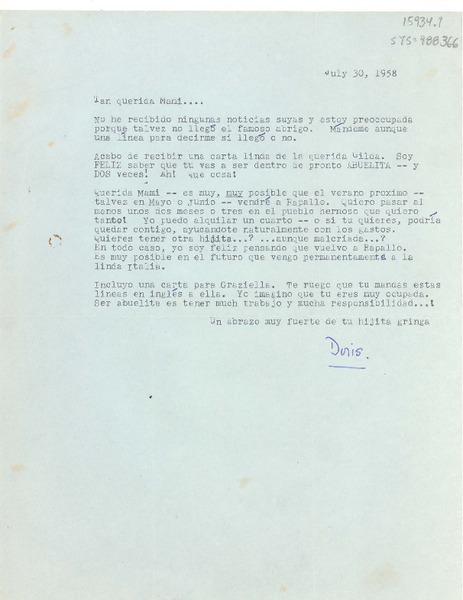 15934.1
SYS=988366
July 30, 1958
Tan querida Mami....
No he recibido ningunas noticias suyas y estoy preocupada
porque talvez no llegó el famoso abrigo. Mándeme aunque
una línea para decirme si llegó o no.
Acabo de recibir una carta linda de la querida Gilda. Soy
FELIZ saber que tu vas a ser dentro de pronto ABUELITA -- y
DOS veces! Ah! que cosa!
Querida Mami -- es muy, muy posible que el verano proximo --
talvez en Mayo o Junio -- vendré a Rapallo. Quiero pasar al
manos unos dos meses o tres en el pueblo hermoso que quiero
tanto! Yo puedo alquilar un cuarto -- o si tu quieres, podría
quedar contigo, ayudandote naturalmente con los gastos.
Quieres tener otra hijita...? ...aunque malcriada...?
En todo caso, yo soy feliz pensando que vuelvo a Rapallo.
Es muy posible en el futuro que vengo permanentamente a la
linda Italia.
Incluyo una carta para Graziella. Te ruego que tu mandas estas
lineas en inglés a ella. Yo imagino que tu eres muy ocupada.
Ser abuelita es tener much trabajo y mucha responsibilidad...!
Un abrazo muy fuerte de tu hijita gringa
Doris.